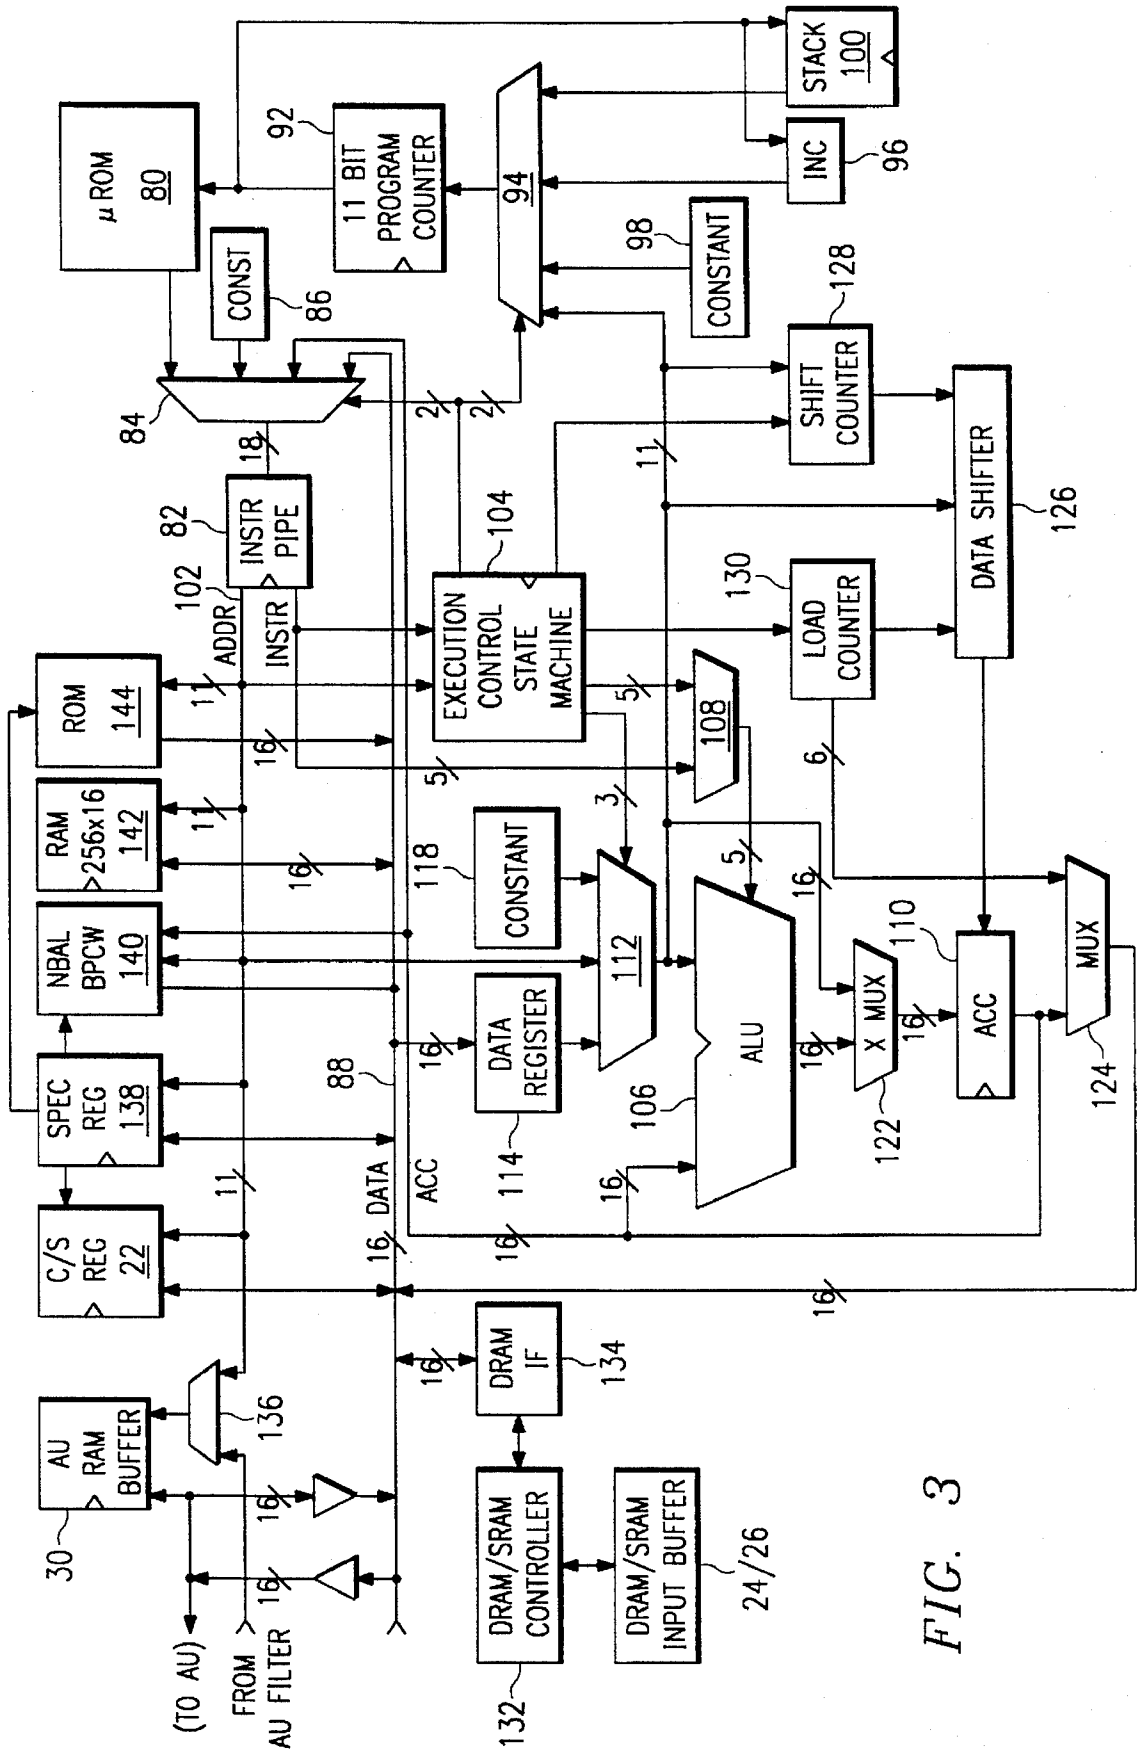 30
AU
RAM
BUFFER
136
(TO AU)
FROM
AU FILTER
16
16
C/S
REG
22
SPEC
REG
138
11
NBAL
BPCW
140
RAM
256x16
142
11
16
ROM
144
11
16
ADDR
102
INSTR
82
INSTR
PIPE
18
84
CONST
86
μROM
80
92
11 BIT
PROGRAM
COUNTER
94
STACK
100
INC
96
98
CONSTANT
2
2
DATA
ACC
88
16
16
16
16
16
132
DRAM/SRAM
CONTROLLER
DRAM
IF
134
DRAM/SRAM
INPUT BUFFER
24/26
114
DATA
REGISTER
118
CONSTANT
112
3
5
5
5
EXECUTION
CONTROL
STATE
MACHINE
104
108
106
ALU
16
16
X MUX
122
16
110
ACC
MUX
124
16
6
130
LOAD
COUNTER
11
128
SHIFT
COUNTER
DATA SHIFTER
126
FIG. 3